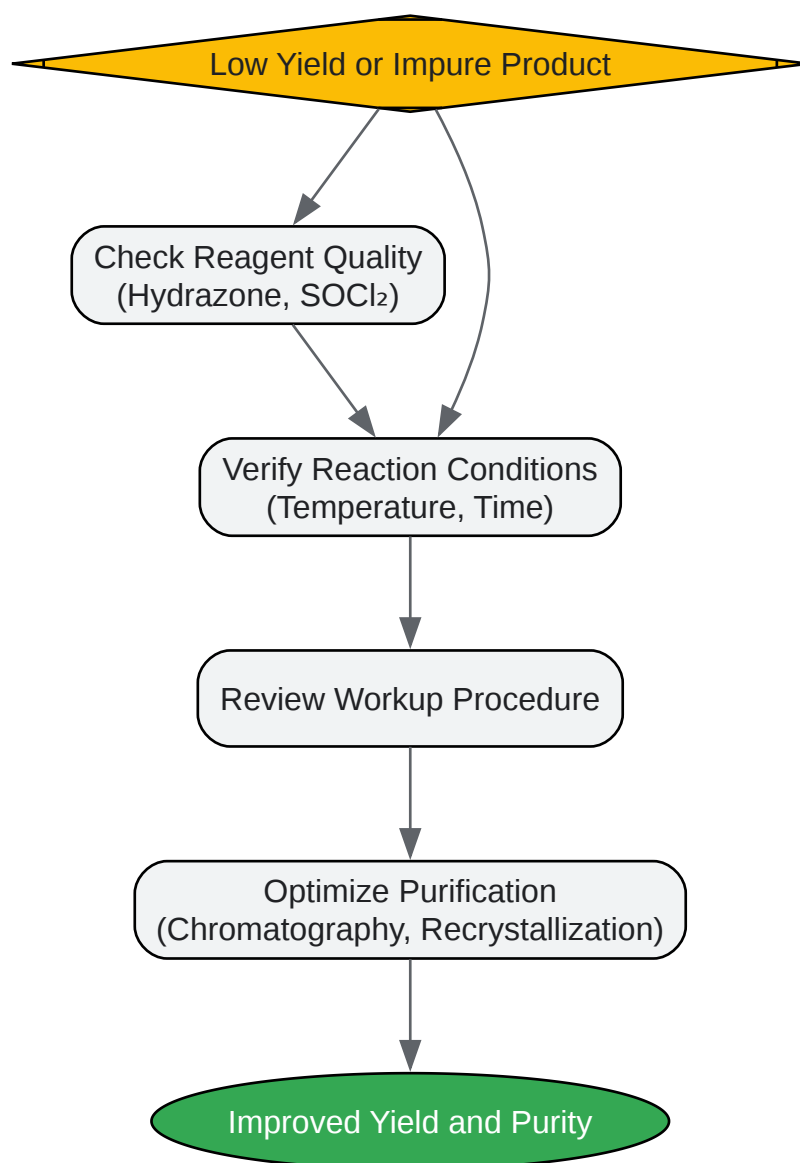 Low Yield or Impure Product
Check Reagent Quality
(Hydrazone, SOCl₂)
Verify Reaction Conditions
(Temperature, Time)
Review Workup Procedure
Optimize Purification
(Chromatography, Recrystallization)
Improved Yield and Purity